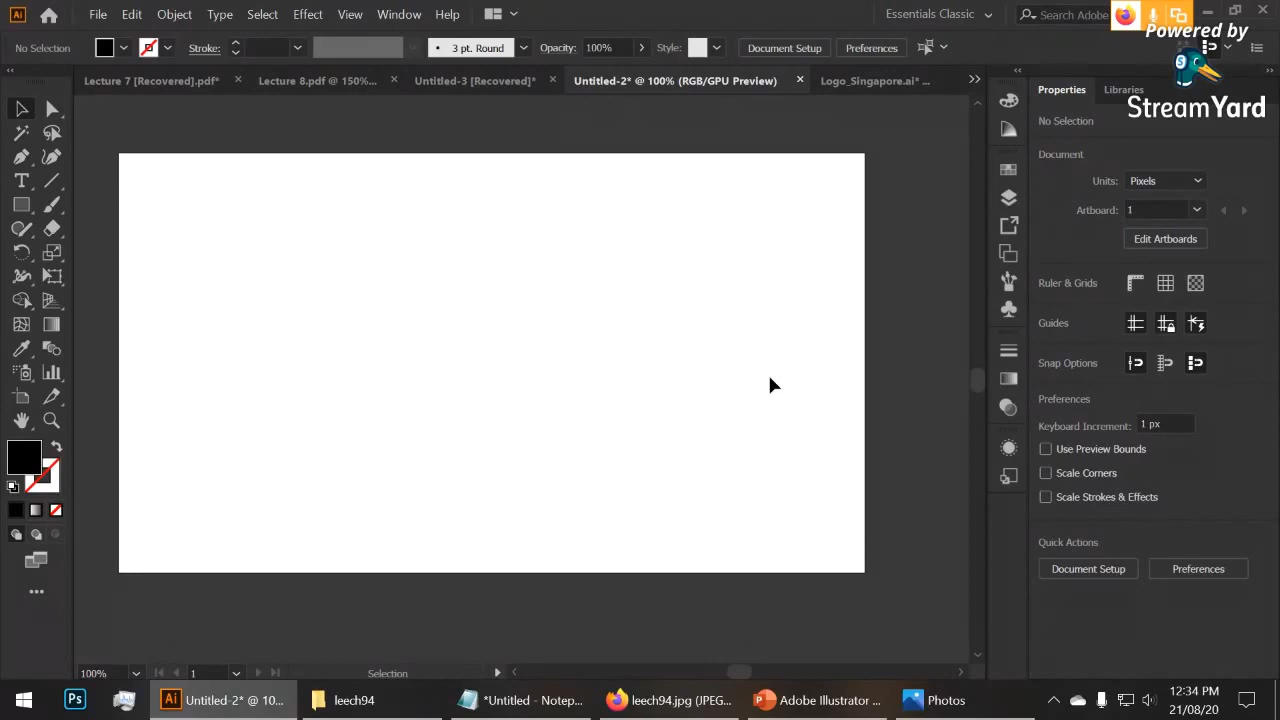 Ai File Edit Object Type Select Effect View Window Help Essentials Classic Search Adobe
Powered by
StreamYard
No Selection Stroke: 3 pt. Round Opacity: 100% Style: Document Setup Preferences
Lecture 7 [Recovered].pdf* Lecture 8.pdf @ 150%... Untitled-3 [Recovered]* Untitled-2* @ 100% (RGB/GPU Preview) Logo_Singapore.ai* ...
Properties Libraries
No Selection
Document
Units: Pixels
Artboard: 1
Edit Artboards
Ruler & Grids
Guides
Snap Options
Preferences
Keyboard Increment: 1 px
Use Preview Bounds
Scale Corners
Scale Strokes & Effects
Quick Actions
Document Setup Preferences
100% 1 Selection
Ps Ai Untitled-2* @ 10... leech94 *Untitled - Notep... leech94.jpg (JPEG... Adobe Illustrator ... Photos
12:34 PM
21/08/20